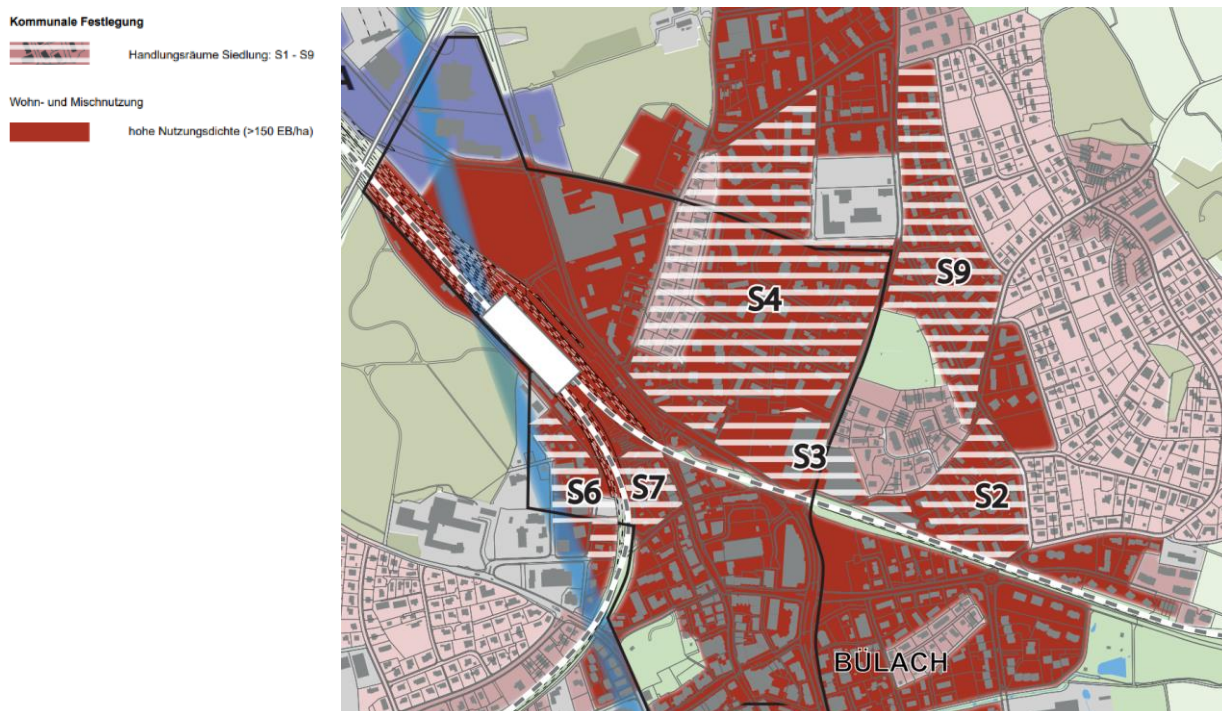 Kommunale Festlegung
Handlungsräume Siedlung: S1 - S9
Wohn- und Mischnutzung
hohe Nutzungsdichte (>150 EB/ha)
A
S9
S4
S3
S6
S7
S2
BÜLACH